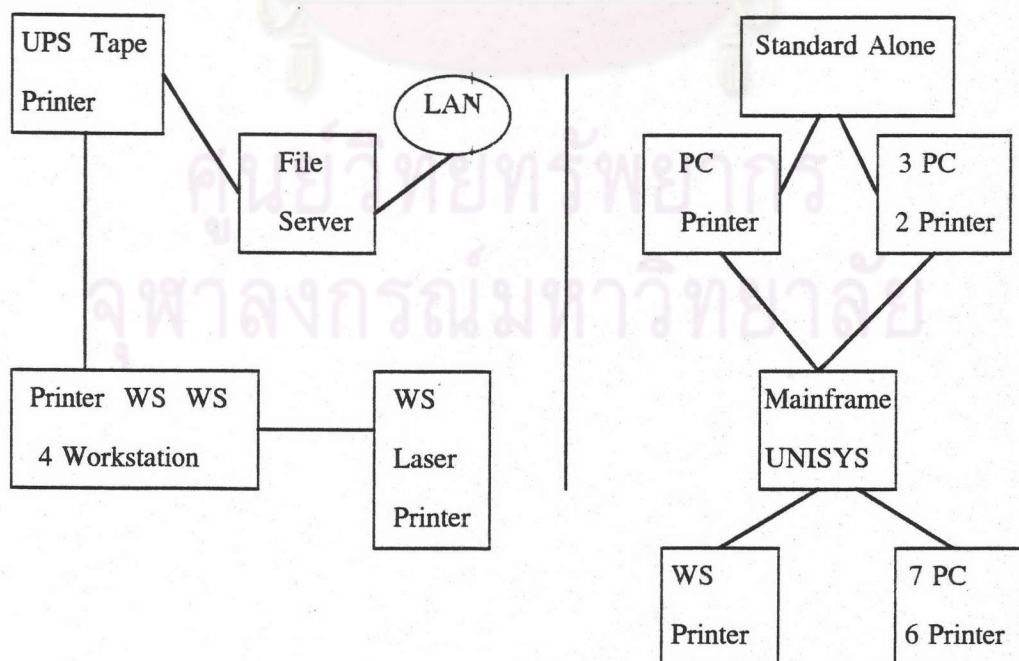 UPS Tape
Printer
LAN
File
Server
Printer WS WS
4 Workstation
WS
Laser
Printer
Standard Alone
PC
Printer
3 PC
2 Printer
Mainframe
UNISYS
WS
Printer
7 PC
6 Printer
ศูนย์วิทยทรัพยากร
จุฬาลงกรณ์มหาวิทยาลัย